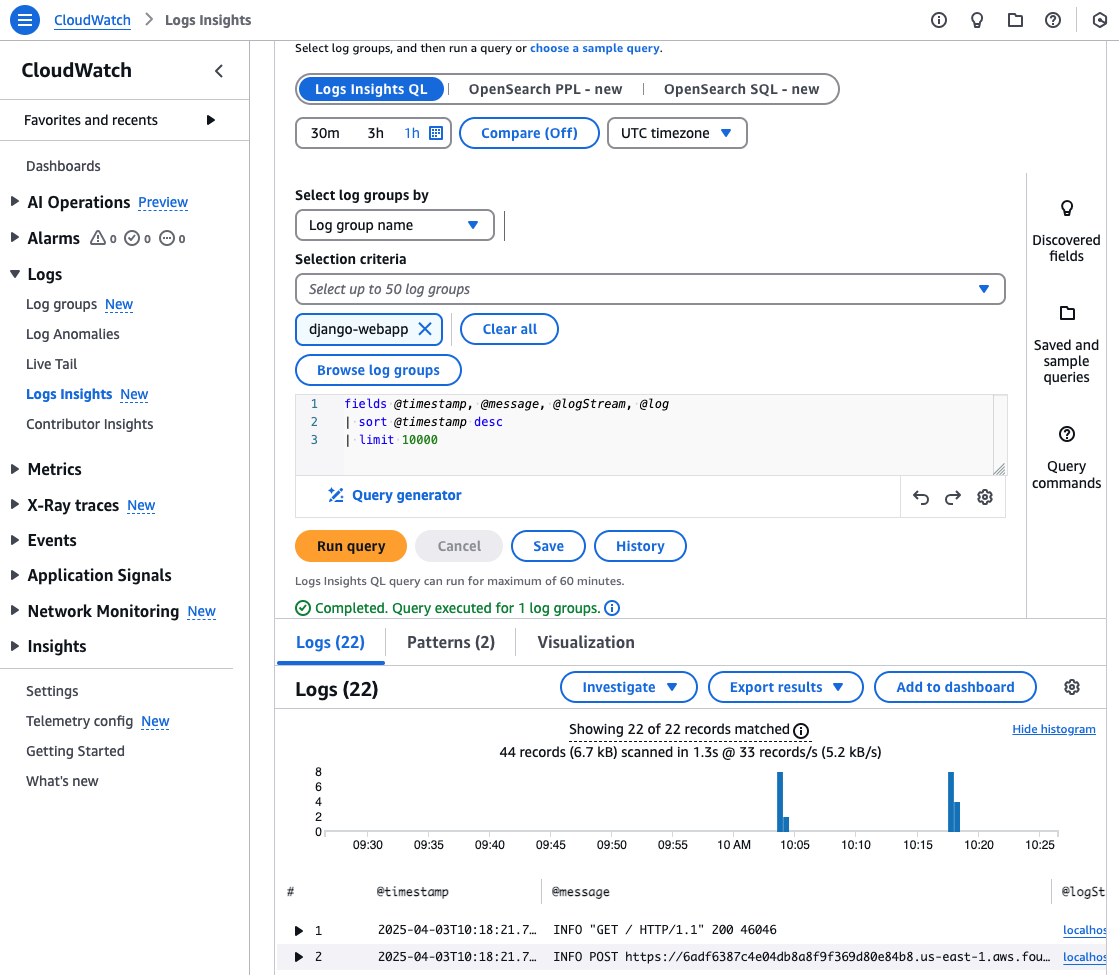 CloudWatch Logs Insights
CloudWatch
Favorites and recents
Dashboards
AI Operations Preview
Alarms 0 0 0
Logs
Log groups New
Log Anomalies
Live Tail
Logs Insights New
Contributor Insights
Metrics
X-Ray traces New
Events
Application Signals
Network Monitoring New
Insights
Settings
Telemetry config New
Getting Started
What's new
Select log groups, and then run a query or choose a sample query.
Logs Insights QL OpenSearch PPL - new OpenSearch SQL - new
30m 3h 1h Compare (Off) UTC timezone
Select log groups by
Log group name
Selection criteria
Select up to 50 log groups
django-webapp Clear all
Browse log groups
1 fields @timestamp, @message, @logStream, @log
2 | sort @timestamp desc
3 | limit 10000
Query generator
Run query Cancel Save History
Logs Insights QL query can run for maximum of 60 minutes.
Completed. Query executed for 1 log groups.
Discovered
fields
Saved and
sample
queries
Query
commands
Logs (22) Patterns (2) Visualization
Logs (22) Investigate Export results Add to dashboard
Showing 22 of 22 records matched Hide histogram
44 records (6.7 kB) scanned in 1.3s @ 33 records/s (5.2 kB/s)
8
6
4
2
0
09:30 09:35 09:40 09:45 09:50 09:55 10 AM 10:05 10:10 10:15 10:20 10:25
# @timestamp @message @logSt
1 2025-04-03T10:18:21.7… INFO "GET / HTTP/1.1" 200 46046 localhos
2 2025-04-03T10:18:21.7… INFO POST https://6adf6387c4e04db8a8f9f369d80e84b8.us-east-1.aws.fou… localhos